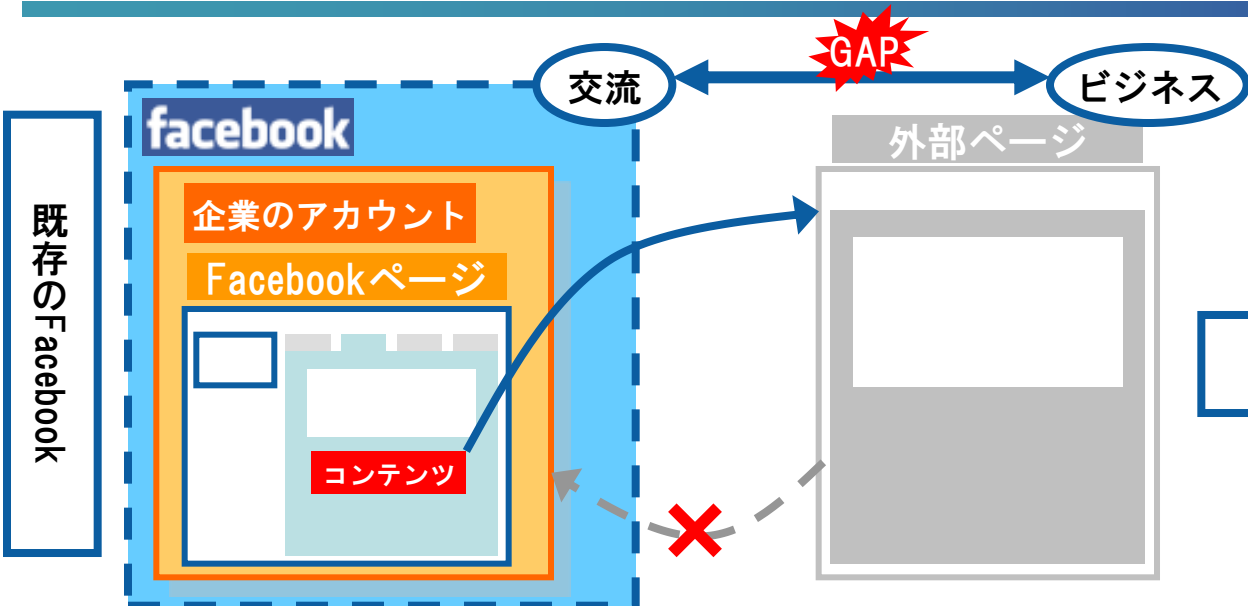 GAP
交流
ビジネス
facebook
外部ページ
既存のFacebook
企業のアカウント
Facebookページ
コンテンツ